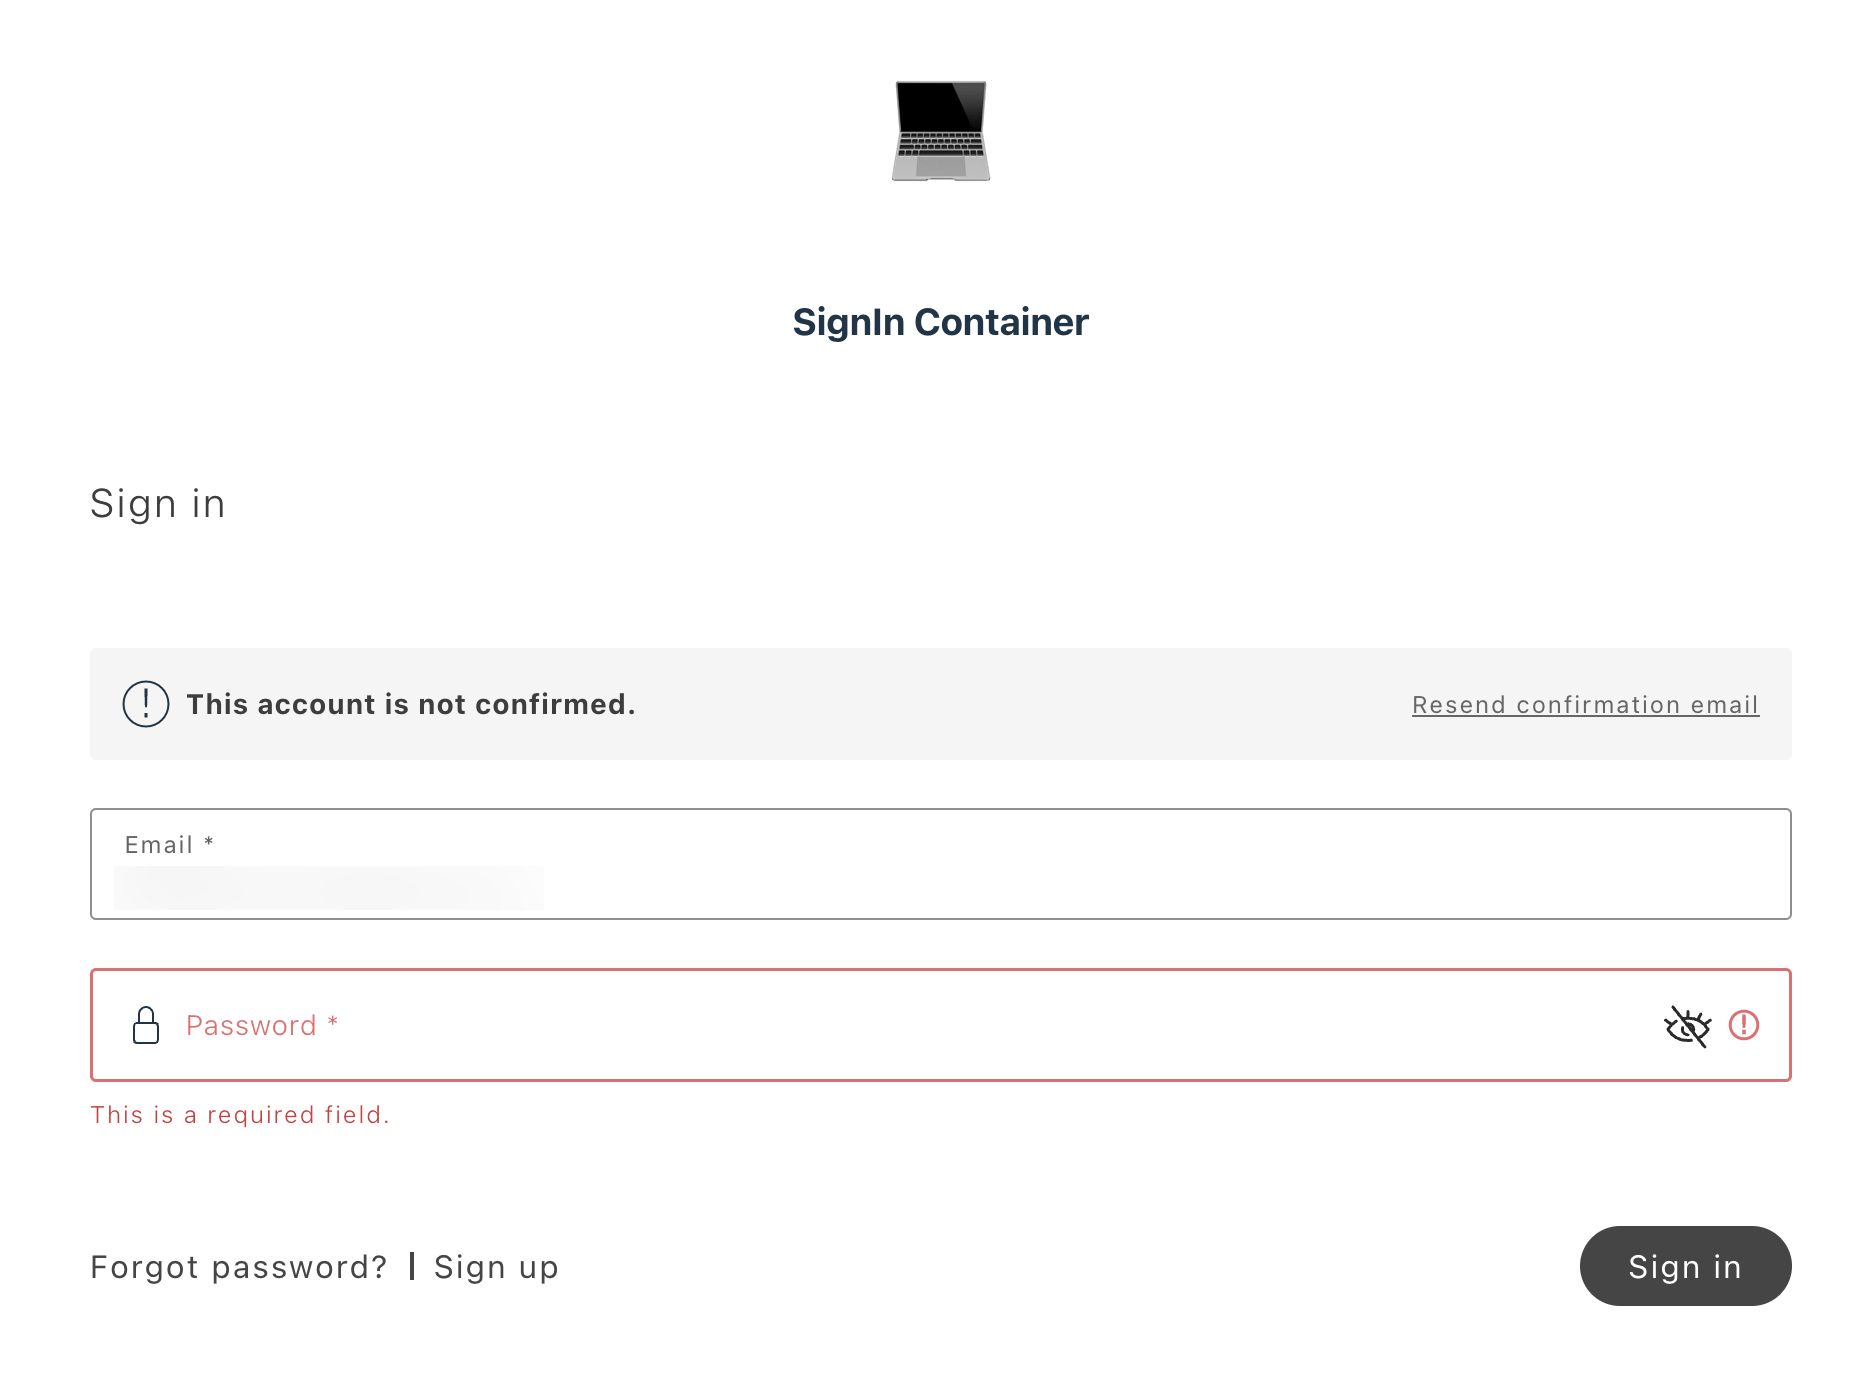 SignIn Container
Sign in
This account is not confirmed.
Resend confirmation email
Email *
Password *
This is a required field.
Forgot password? | Sign up
Sign in